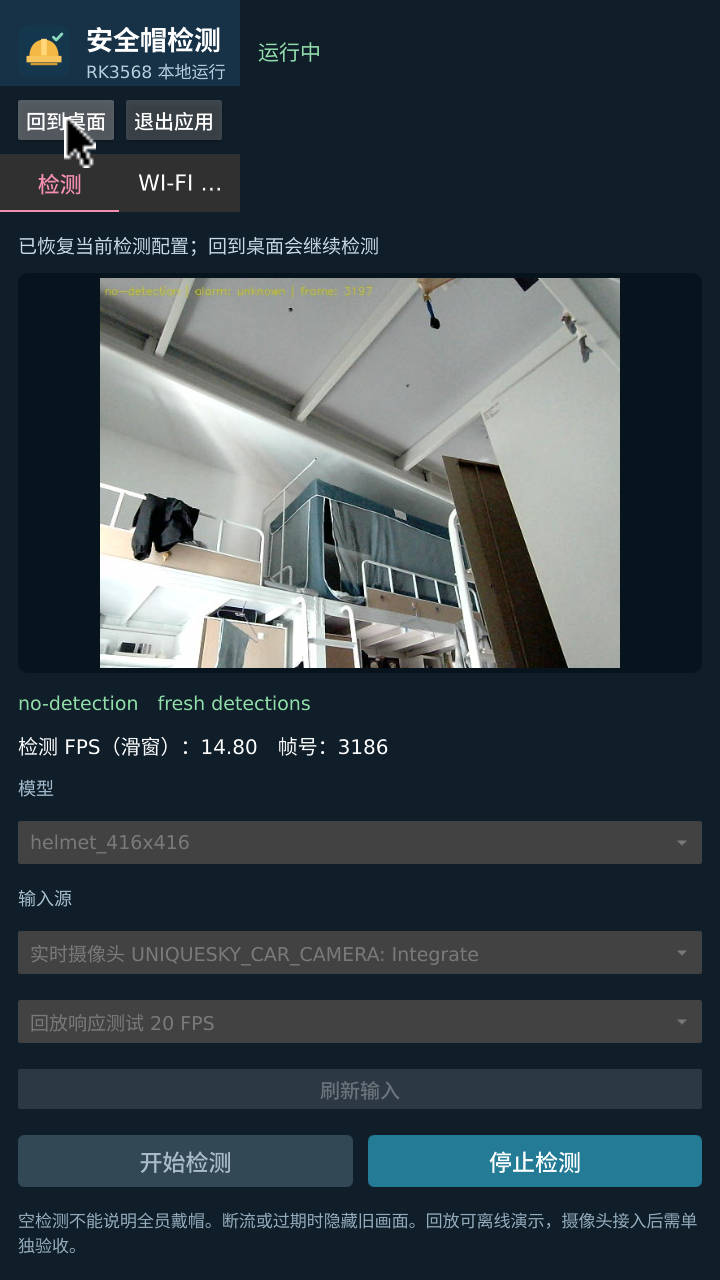 安全帽检测
RK3568 本地运行
运行中
回到桌面
退出应用
检测
WI-FI ...
已恢复当前检测配置；回到桌面会继续检测
no-detection | alarm: unknown | frame: 3197
no-detection fresh detections
检测 FPS（滑窗）：14.80 帧号：3186
模型
helmet_416x416
输入源
实时摄像头 UNIQUESKY_CAR_CAMERA: Integrate
回放响应测试 20 FPS
刷新输入
开始检测
停止检测
空检测不能说明全员戴帽。断流或过期时隐藏旧画面。回放可离线演示，摄像头接入后需单
独验收。